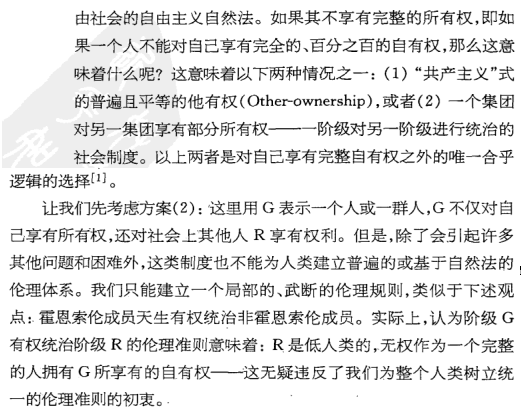 由社会的自由主义自然法。如果其不享有完整的所有权,即如
果一个人不能对自己享有完全的、百分之百的自有权,那么这意
味着什么呢?这意味着以下两种情况之一:(1)“共产主义”式
的普遍且平等的他有权(Other-ownership),或者(2)一个集团
对另一集团享有部分所有权——一阶级对另一阶级进行统治的
社会制度。以上两者是对自己享有完整自有权之外的唯一合乎
逻辑的选择[1]。
让我们先考虑方案(2):这里用G表示一个人或一群人,G不仅对自
己享有所有权,还对社会上其他人R享有权利。但是,除了会引起许多
其他问题和困难外,这类制度也不能为人类建立普遍的或基于自然法的
伦理体系。我们只能建立一个局部的、武断的伦理规则,类似于下述观
点:霍恩索伦成员天生有权统治非霍恩索伦成员。实际上,认为阶级G
有权统治阶级R的伦理准则意味着:R是低人类的,无权作为一个完整
的人拥有G所享有的自有权——这无疑违反了我们为整个人类树立统
一的伦理准则的初衷。